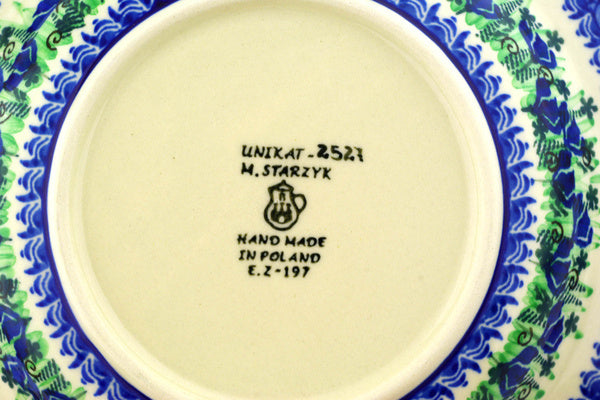 UNIKAT - 2527
M. STARZYK
HAND MADE
IN POLAND
E.Z-197